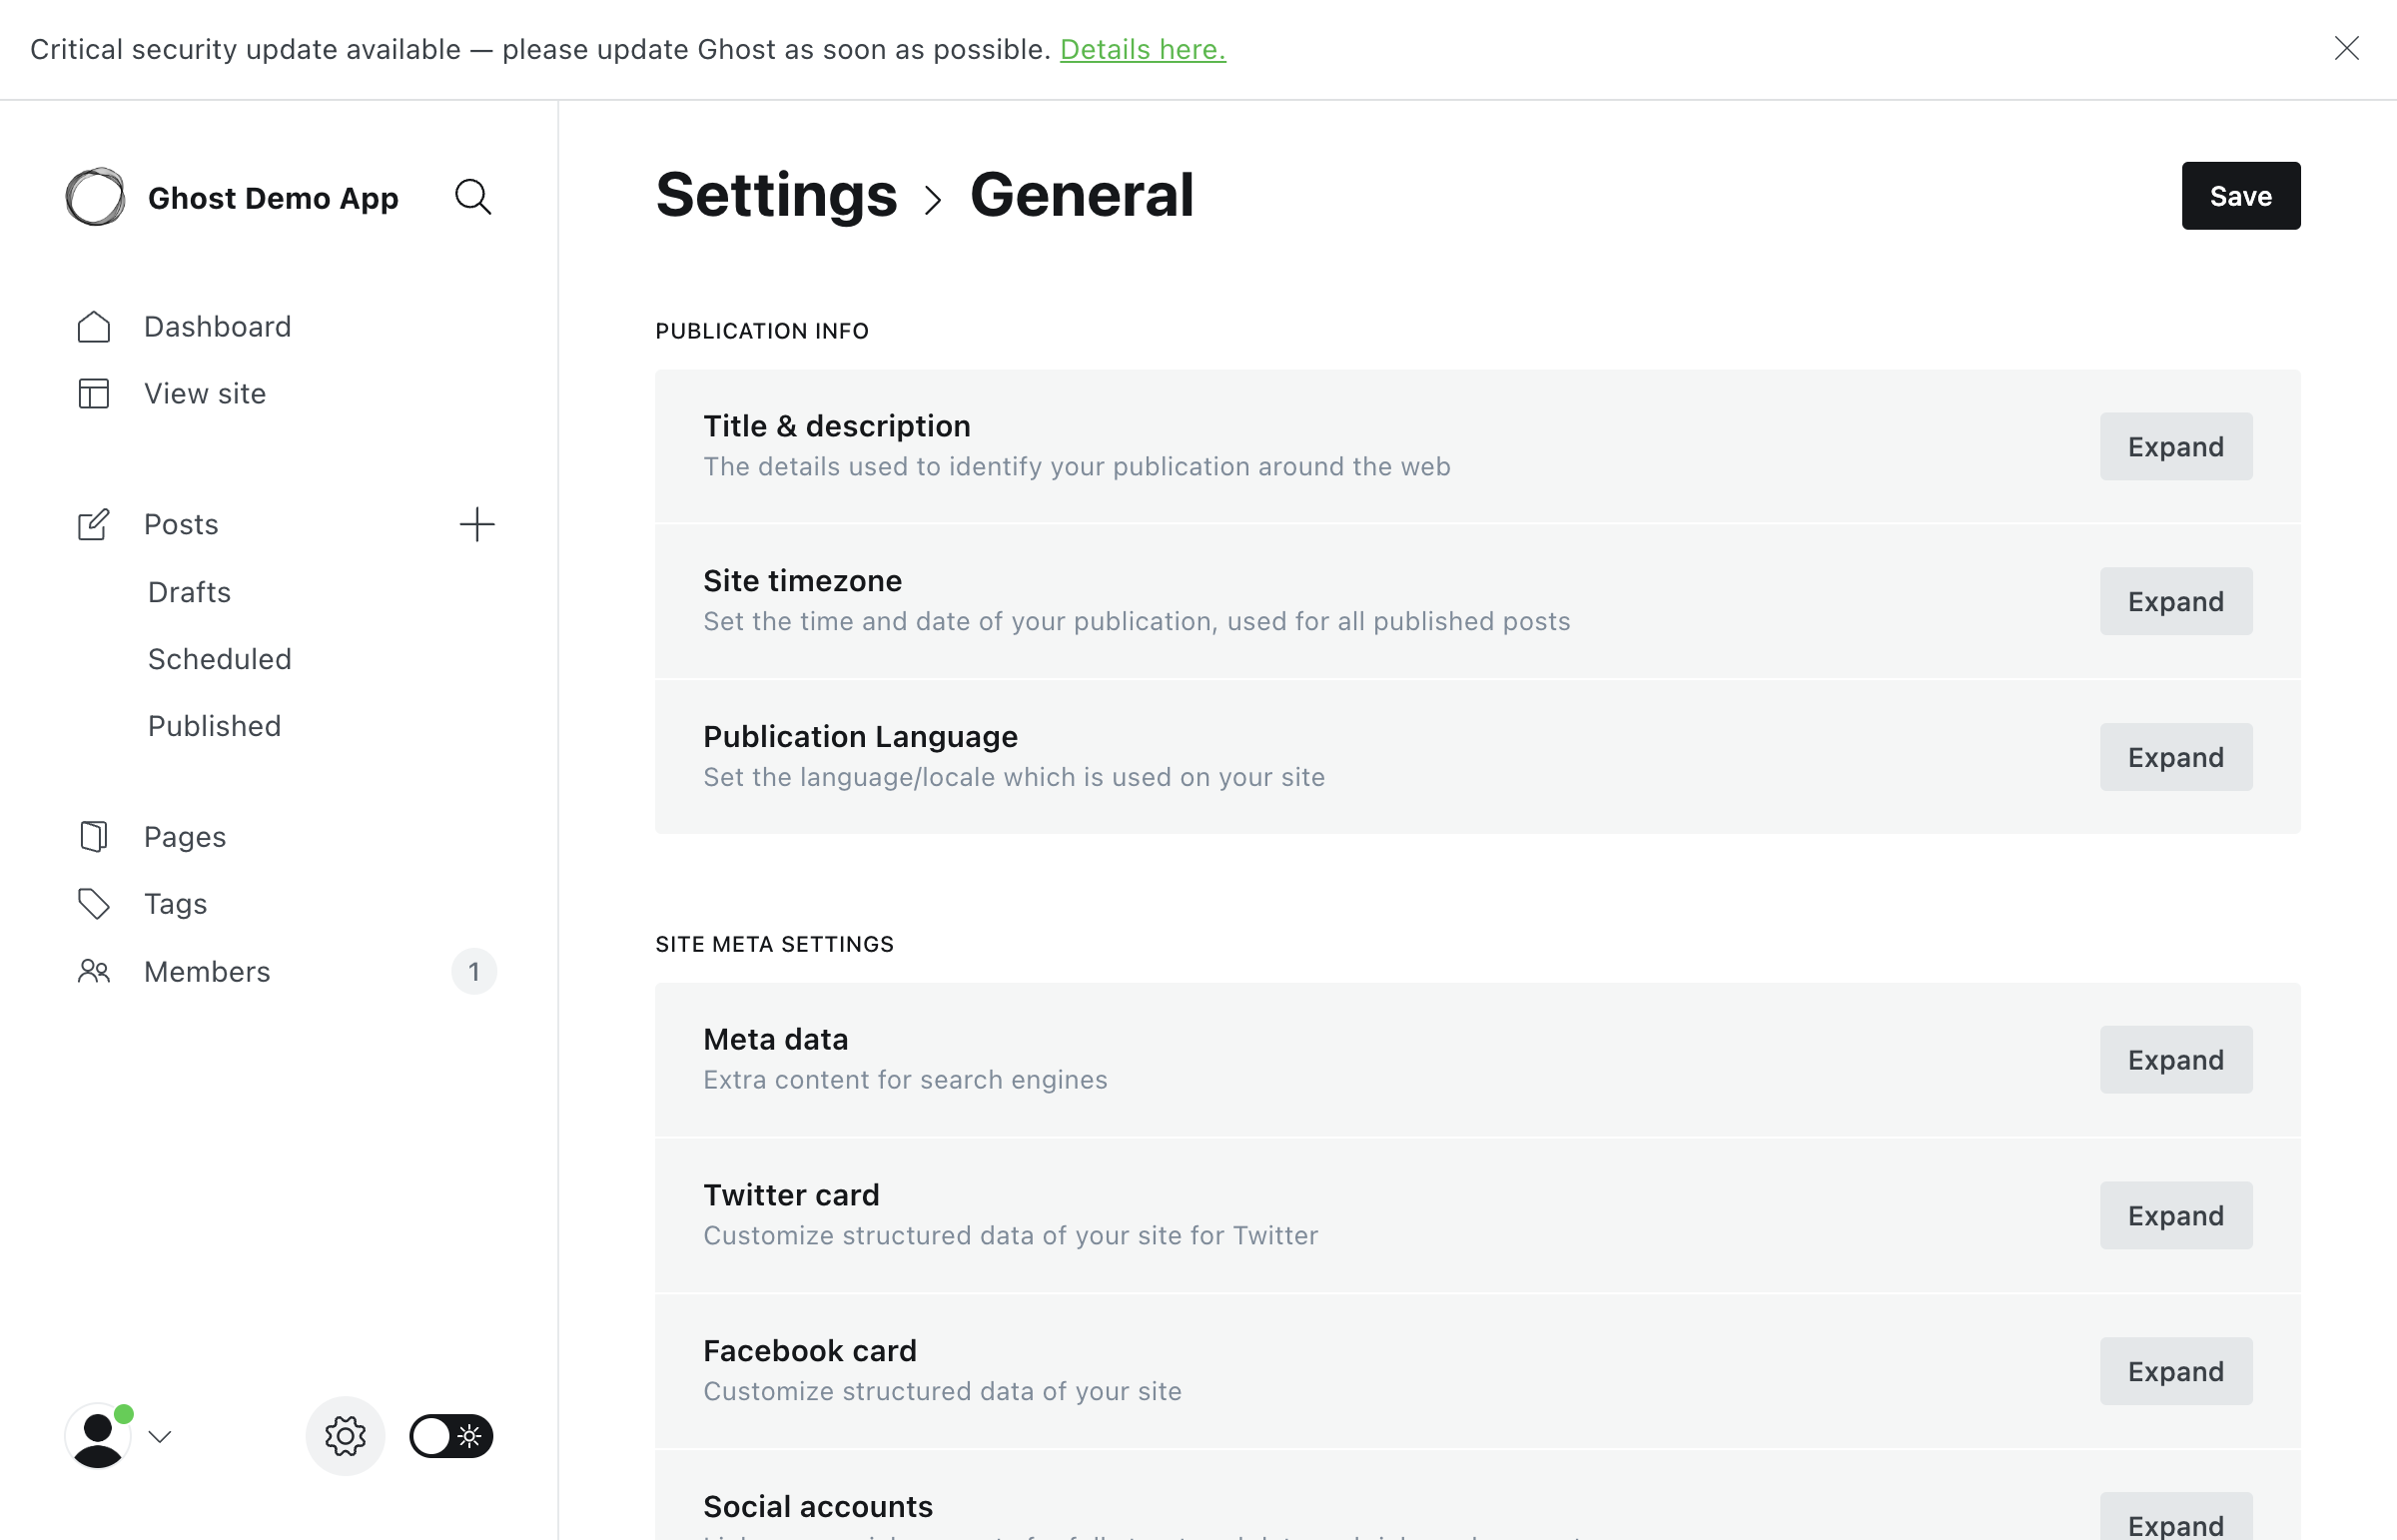 Critical security update available — please update Ghost as soon as possible. Details here.
Ghost Demo App
Dashboard
View site
Posts
Drafts
Scheduled
Published
Pages
Tags
Members 1
Settings > General
Save
PUBLICATION INFO
Title & description
The details used to identify your publication around the web
Expand
Site timezone
Set the time and date of your publication, used for all published posts
Expand
Publication Language
Set the language/locale which is used on your site
Expand
SITE META SETTINGS
Meta data
Extra content for search engines
Expand
Twitter card
Customize structured data of your site for Twitter
Expand
Facebook card
Customize structured data of your site
Expand
Social accounts
Expand